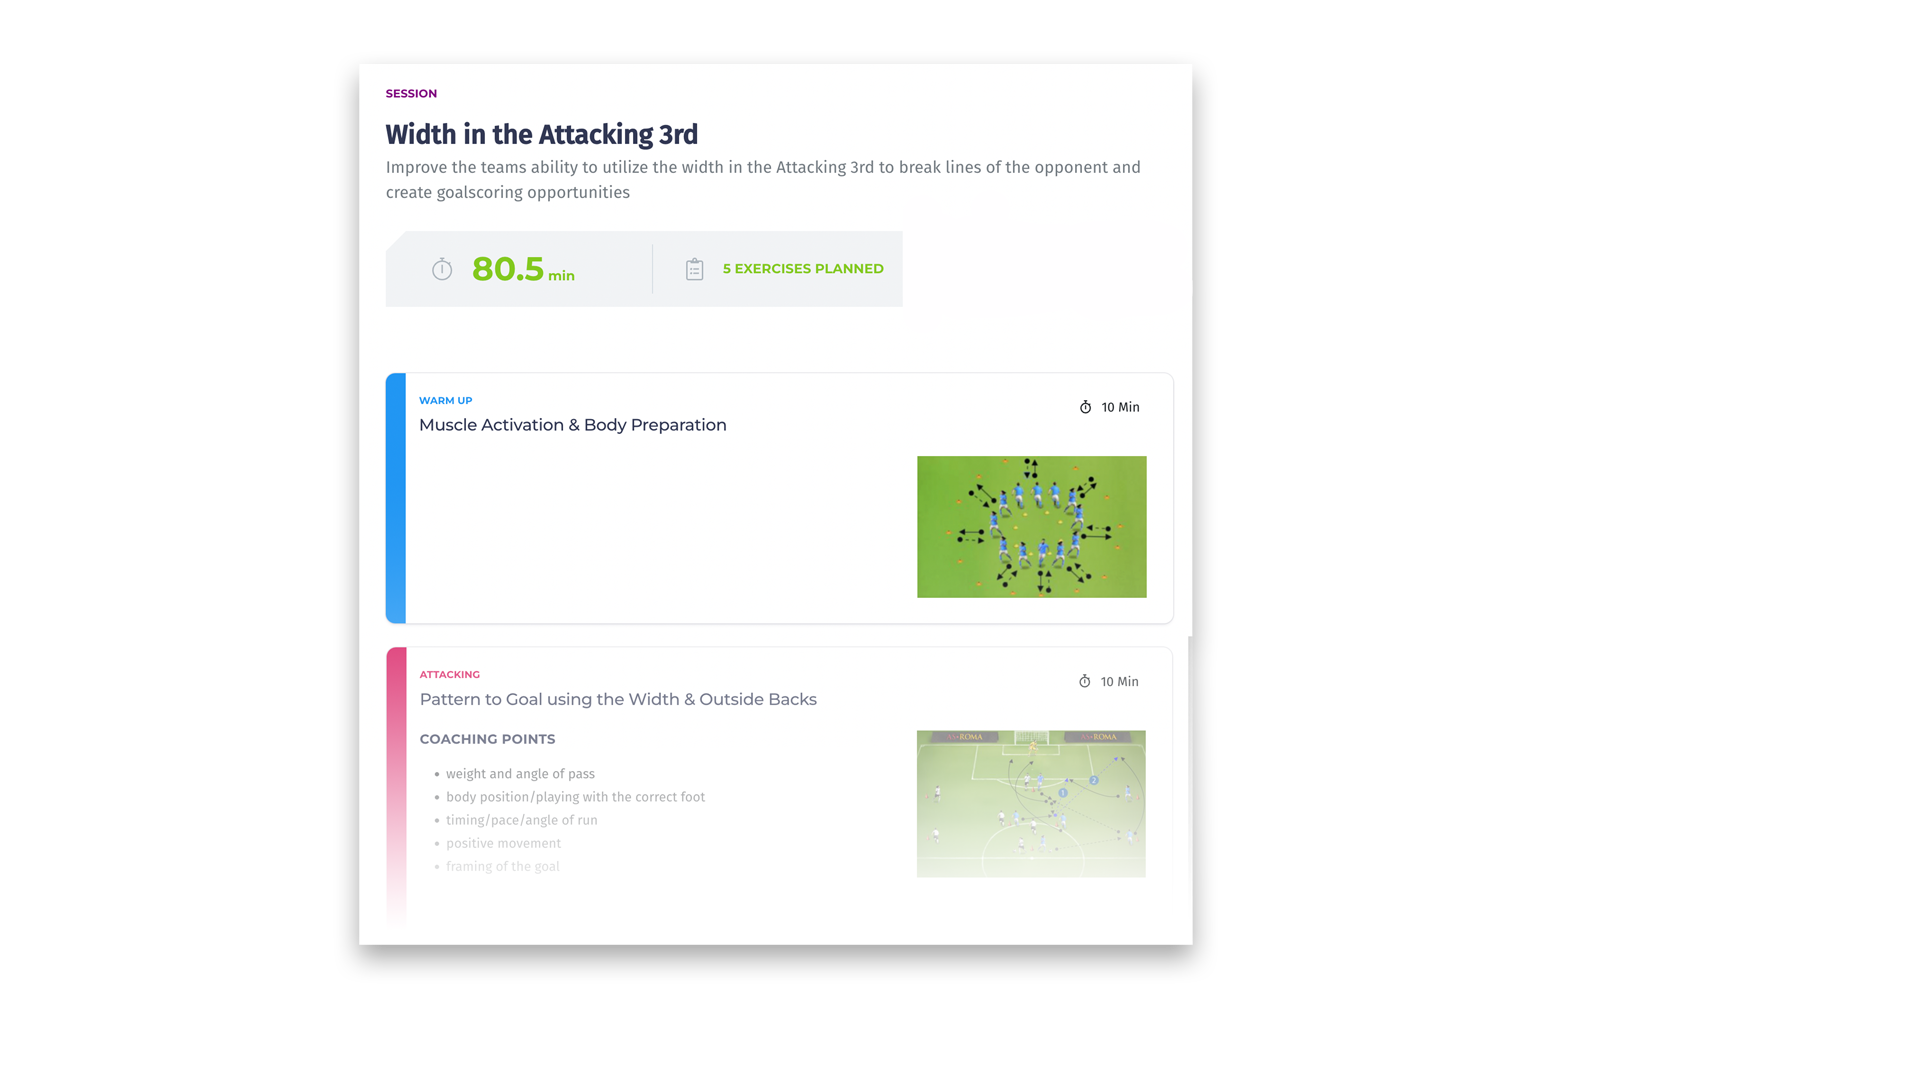 SESSION
Width in the Attacking 3rd
Improve the teams ability to utilize the width in the Attacking 3rd to break lines of the opponent and
create goalscoring opportunities
80.5 min
5 EXERCISES PLANNED
WARM UP
10 Min
Muscle Activation & Body Preparation
ATTACKING
10 Min
Pattern to Goal using the Width & Outside Backs
COACHING POINTS
• weight and angle of pass
• body position/playing with the correct foot
• timing/pace/angle of run
• positive movement
• framing of the goal
ROMA
ROMA
2
1